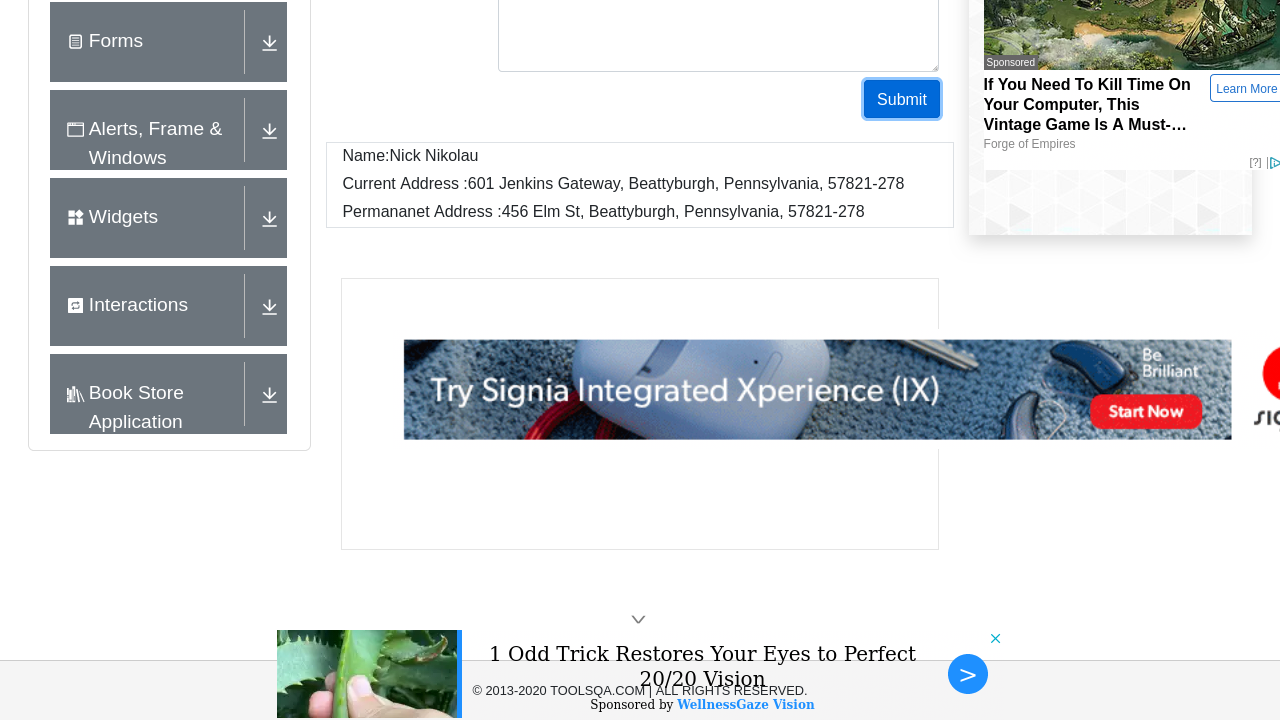 Forms
Alerts, Frame &
Windows
Widgets
Interactions
Book Store
Application
Submit
Name:Nick Nikolau
Current Address :601 Jenkins Gateway, Beattyburgh, Pennsylvania, 57821-278
Permananet Address :456 Elm St, Beattyburgh, Pennsylvania, 57821-278
Sponsored
If You Need To Kill Time On
Your Computer, This
Vintage Game Is A Must-…
Learn More
Forge of Empires
[?]
Try Signia Integrated Xperience (IX)
Be
Brilliant
Start Now
1 Odd Trick Restores Your Eyes to Perfect
20/20 Vision
© 2013-2020 TOOLSQA.COM | ALL RIGHTS RESERVED.
Sponsored by WellnessGaze Vision